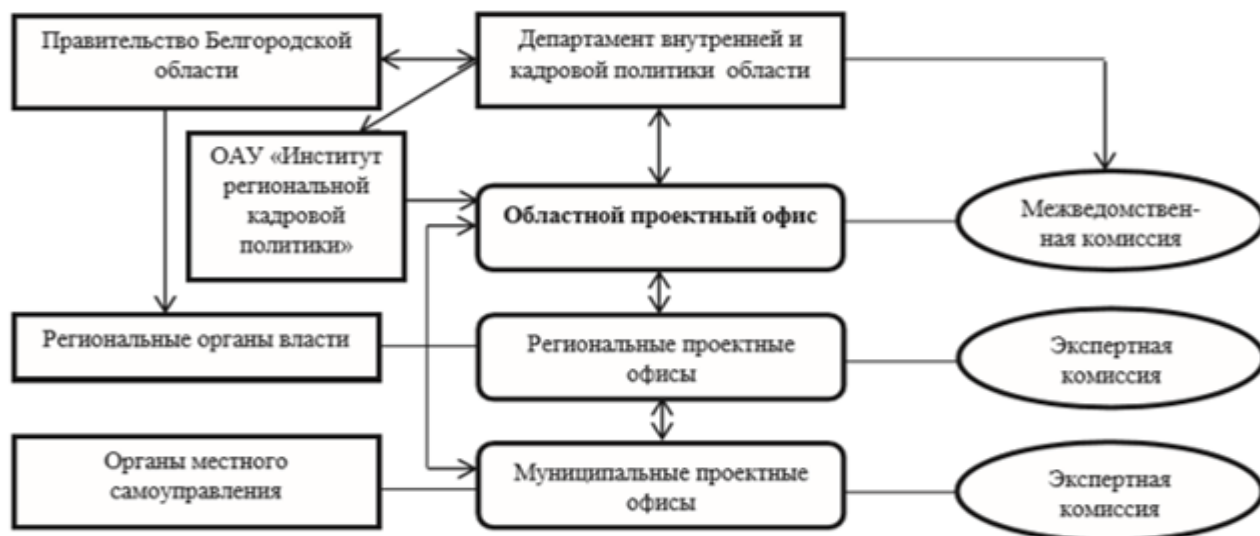 Правительство Белгородской
области
Департамент внутренней и
кадровой политики области
ОАУ «Институт
региональной
кадровой
политики»
Областной проектный офис
Межведомствен-
ная комиссия
Региональные органы власти
Региональные проектные
офисы
Экспертная
комиссия
Органы местного
самоуправления
Муниципальные проектные
офисы
Экспертная
комиссия